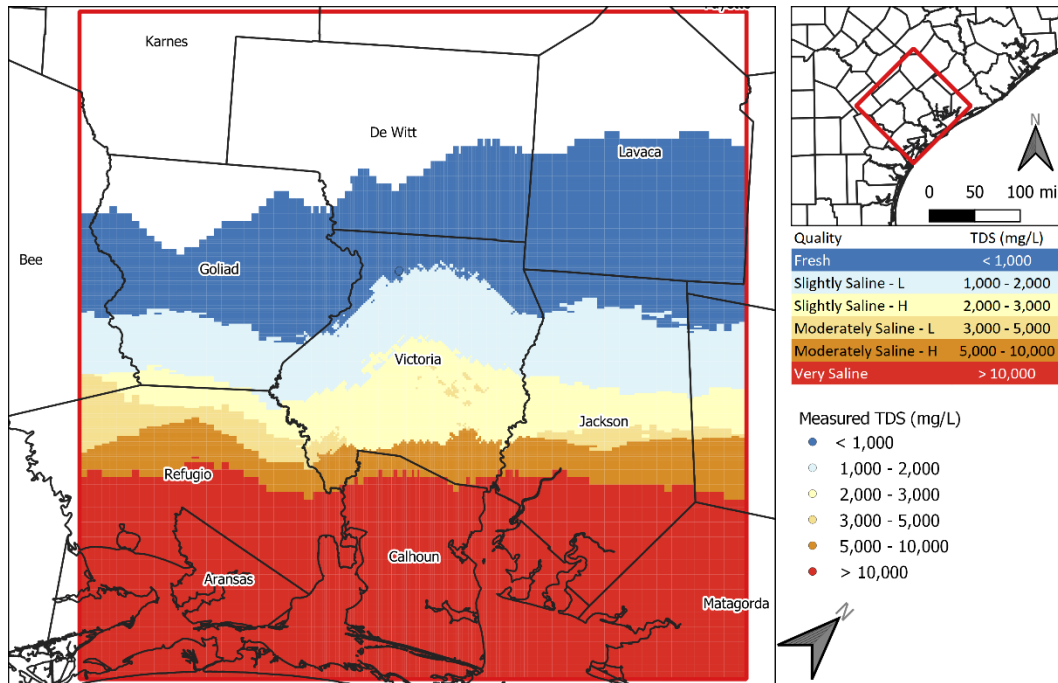 Karnes
De Witt
Lavaca
Bee
Goliad
Victoria
Jackson
Refugio
Calhoun
Aransas
Matagorda
N
0 50 100 mi
Quality TDS (mg/L)
Fresh < 1,000
Slightly Saline - L 1,000 - 2,000
Slightly Saline - H 2,000 - 3,000
Moderately Saline - L 3,000 - 5,000
Moderately Saline - H 5,000 - 10,000
Very Saline > 10,000
Measured TDS (mg/L)
< 1,000
1,000 - 2,000
2,000 - 3,000
3,000 - 5,000
5,000 - 10,000
> 10,000
N